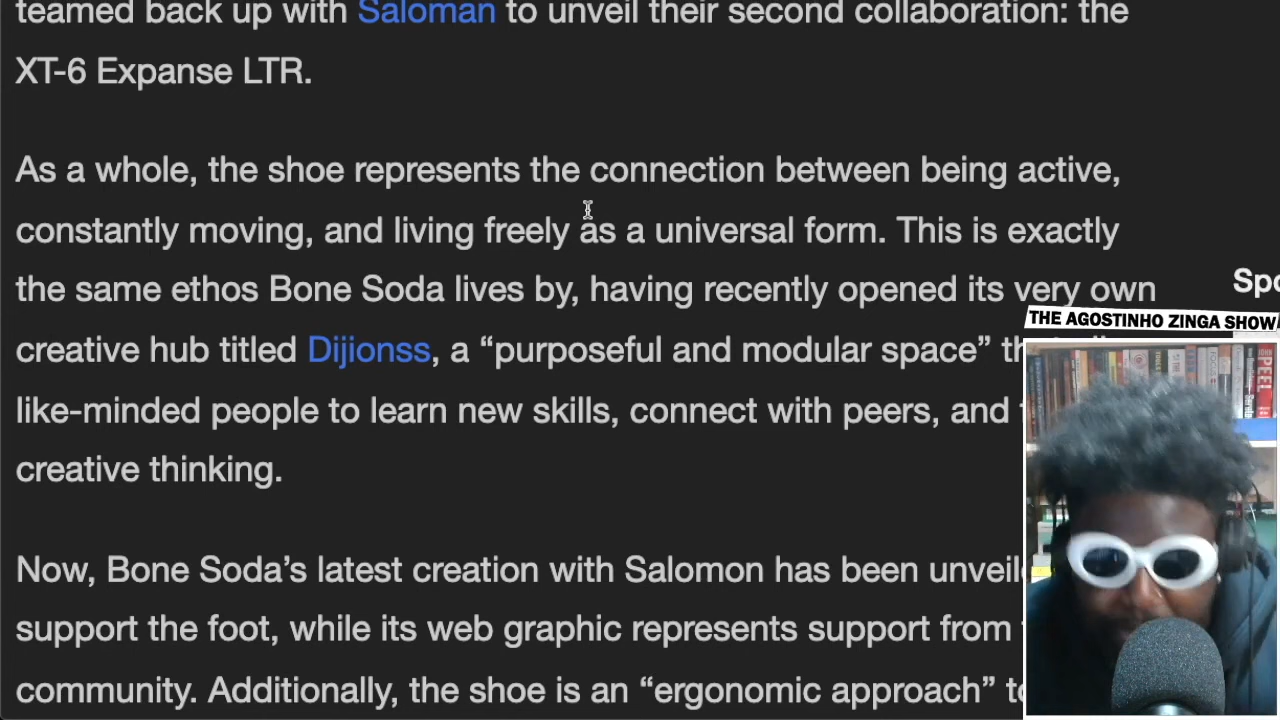 teamed back up with Saloman to unveil their second collaboration: the
XT-6 Expanse LTR.
As a whole, the shoe represents the connection between being active,
constantly moving, and living freely as a universal form. This is exactly
the same ethos Bone Soda lives by, having recently opened its very own
creative hub titled Dijionss, a “purposeful and modular space”
like-minded people to learn new skills, connect with peers, and
creative thinking.
Now, Bone Soda’s latest creation with Salomon has been
support the foot, while its web graphic represents support from
community. Additionally, the shoe is an “ergonomic approach”
THE AGOSTINHO ZINGA SHOW
PEEL